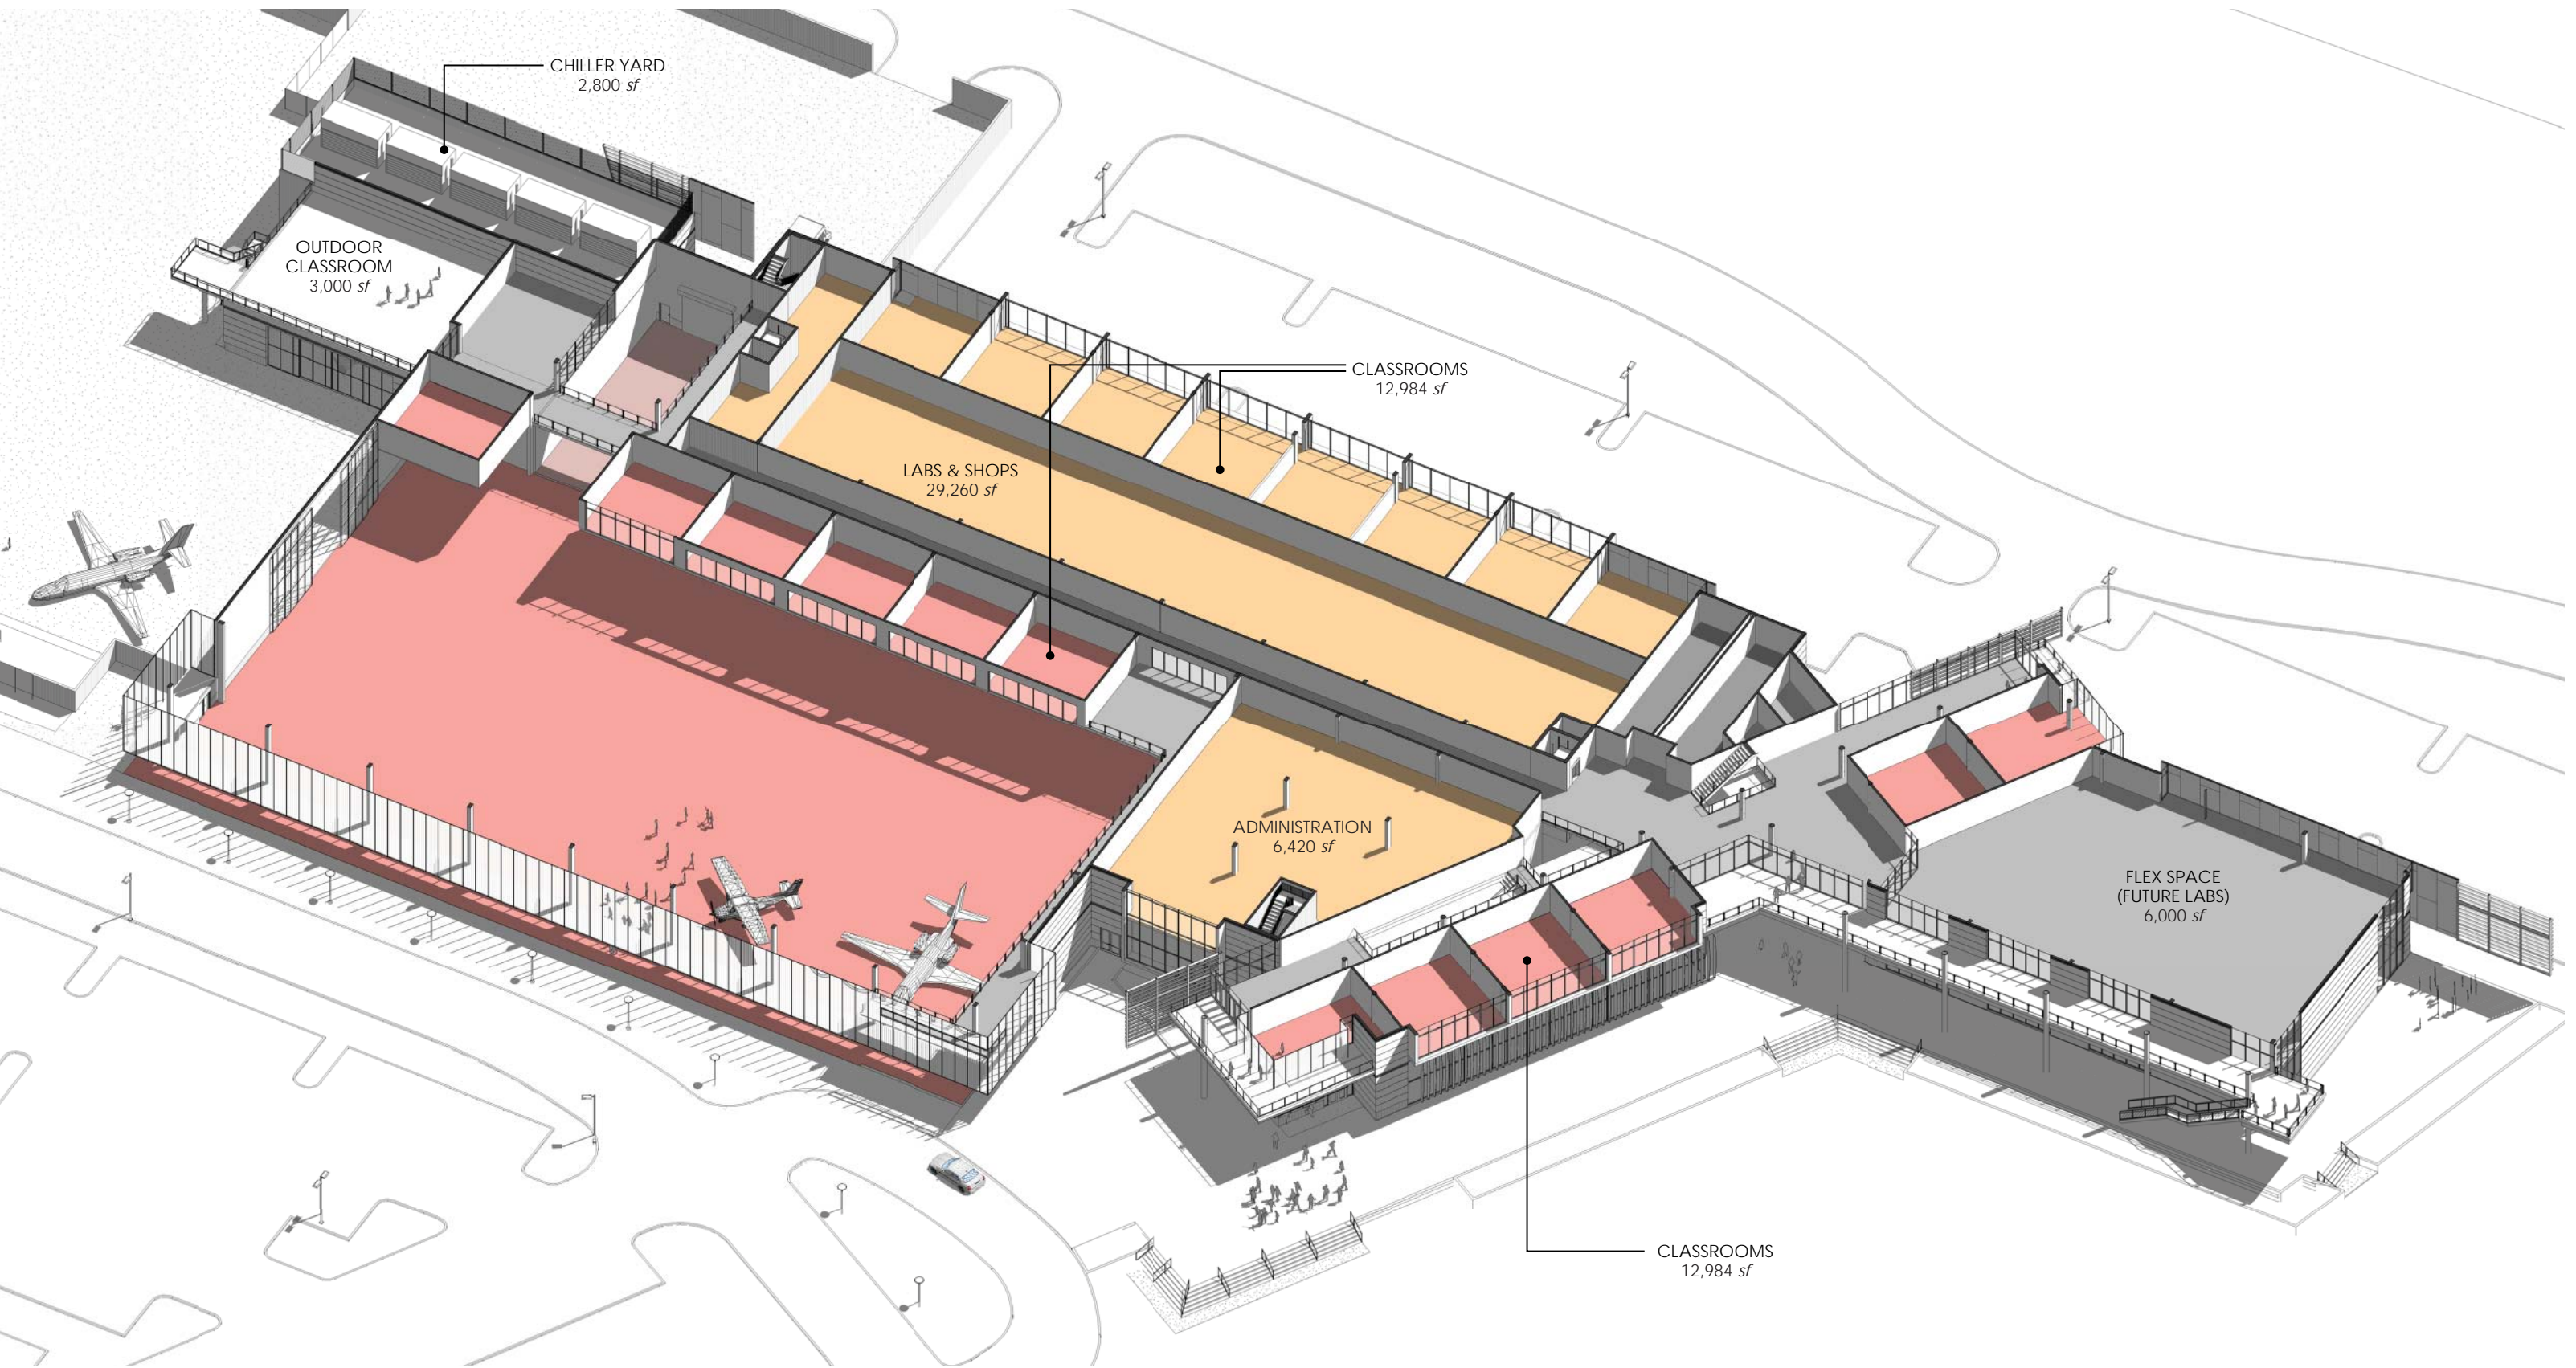 CHILLER YARD
2,800 sf
OUTDOOR
CLASSROOM
3,000 sf
CLASSROOMS
12,984 sf
LABS & SHOPS
29,260 sf
ADMINISTRATION
6,420 sf
FLEX SPACE
(FUTURE LABS)
6,000 sf
CLASSROOMS
12,984 sf